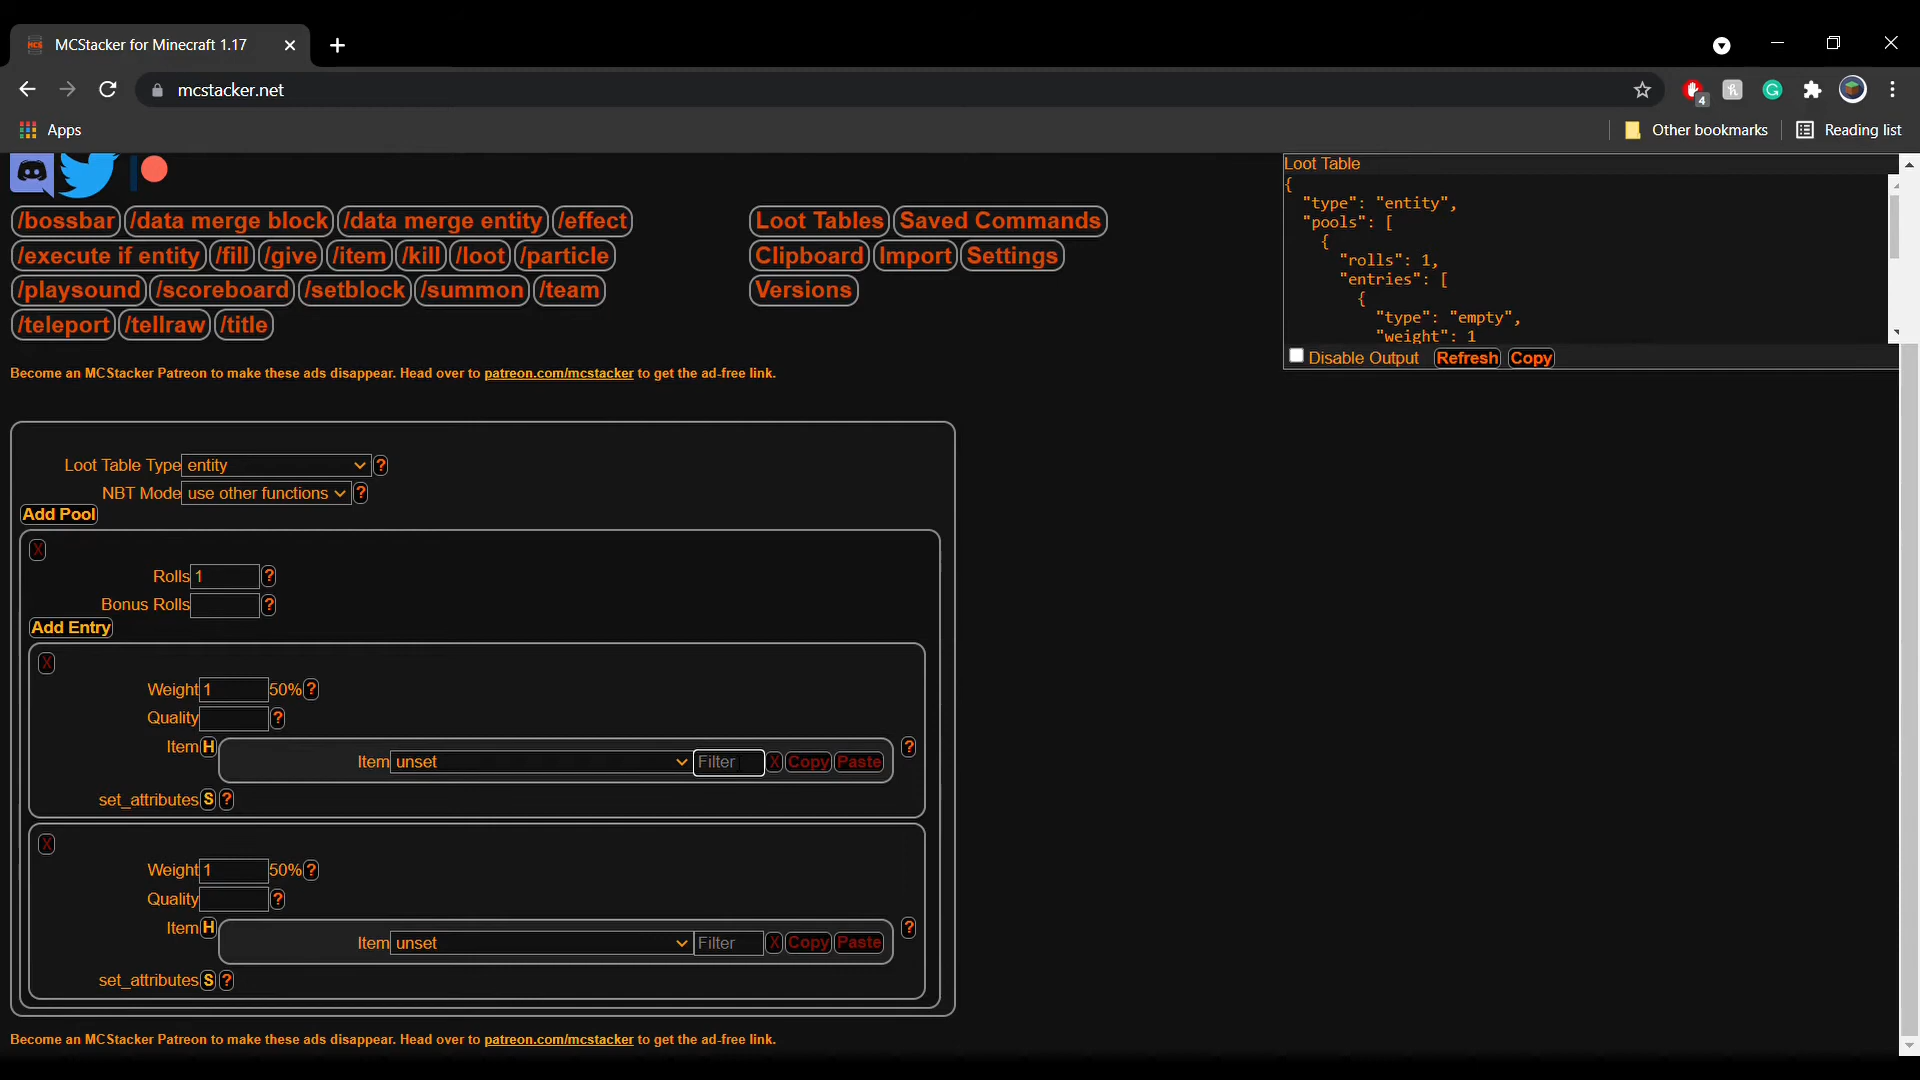 MCStacker for Minecraft 1.17
mcstacker.net
4
Apps
Other bookmarks
Reading list
/bossbar /data merge block /data merge entity /effect
/execute if entity /fill /give /item /kill /loot /particle
/playsound /scoreboard /setblock /summon /team
/teleport /tellraw /title
Loot Tables Saved Commands
Clipboard Import Settings
Versions
Loot Table
{
"type": "entity",
"pools": [
{
"rolls": 1,
"entries": [
{
"type": "empty",
"weight": 1
Disable Output Refresh Copy
Become an MCStacker Patreon to make these ads disappear. Head over to patreon.com/mcstacker to get the ad-free link.
Loot Table Type entity ?
NBT Mode use other functions ?
Add Pool
X
Rolls 1 ?
Bonus Rolls ?
Add Entry
X
Weight 1 50% ?
Quality ?
Item H Item unset Filter X Copy Paste ?
set_attributes S ?
X
Weight 1 50% ?
Quality ?
Item H Item unset Filter X Copy Paste ?
set_attributes S ?
Become an MCStacker Patreon to make these ads disappear. Head over to patreon.com/mcstacker to get the ad-free link.